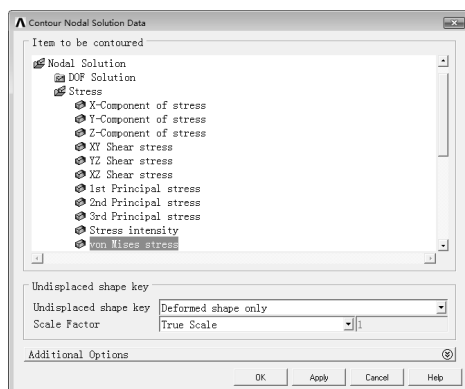 Contour Nodal Solution Data
Item to be contoured
Nodal Solution
DOF Solution
Stress
X-Component of stress
Y-Component of stress
Z-Component of stress
XY Shear stress
YZ Shear stress
XZ Shear stress
1st Principal stress
2nd Principal stress
3rd Principal stress
Stress intensity
von Mises stress
Undisplaced shape key
Undisplaced shape key Deformed shape only
Scale Factor True Scale 1
Additional Options
OK Apply Cancel Help